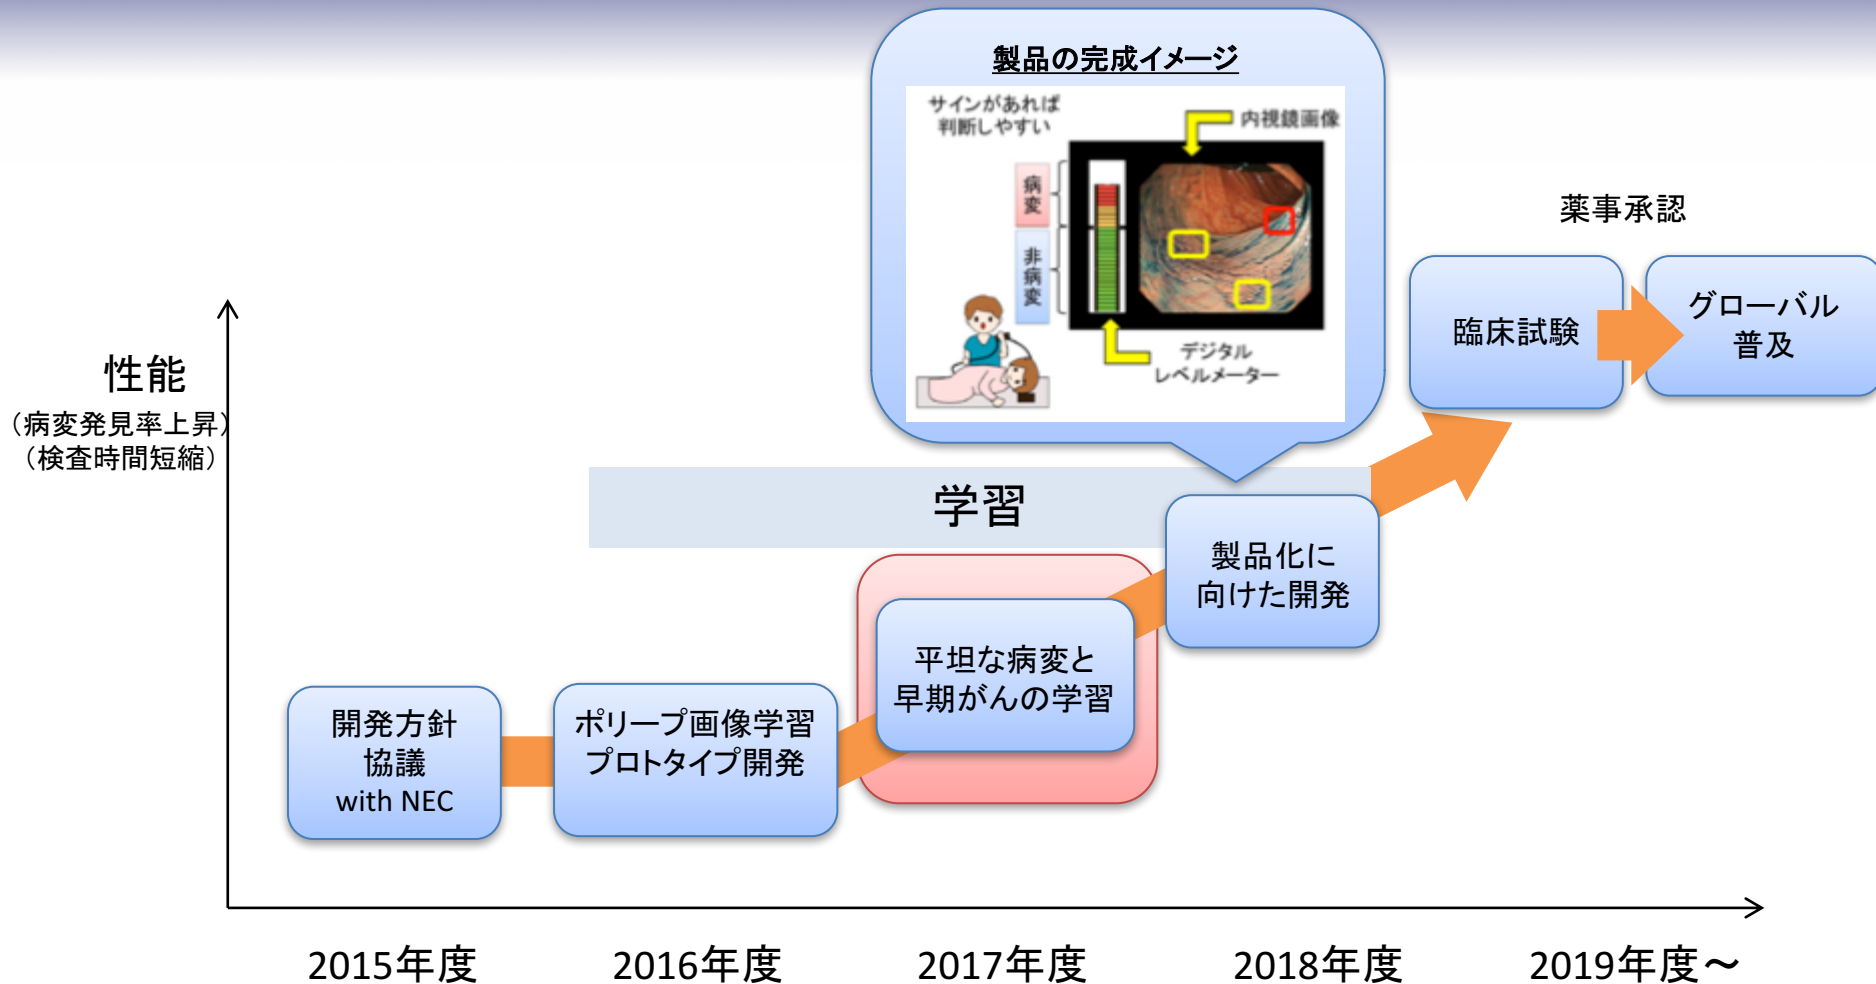 製品の完成イメージ
サインがあれば
判断しやすい
内視鏡画像
病変
非病変
デジタル
レベルメーター
薬事承認
臨床試験
グローバル
普及
性能
（病変発見率上昇）
（検査時間短縮）
学習
製品化に
向けた開発
平坦な病変と
早期がんの学習
ポリープ画像学習
プロトタイプ開発
開発方針
協議
with NEC
2015年度
2016年度
2017年度
2018年度
2019年度～